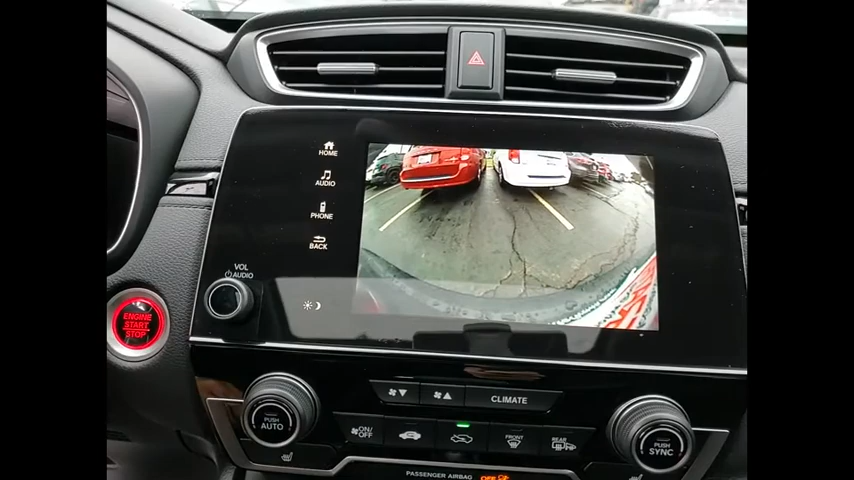 HOME
AUDIO
PHONE
BACK
VOL
AUDIO
ENGINE
START
STOP
CLIMATE
PUSH
AUTO
ON/
OFF
FRONT
REAR
PUSH
SYNC
PASSENGER AIRBAG
OFF